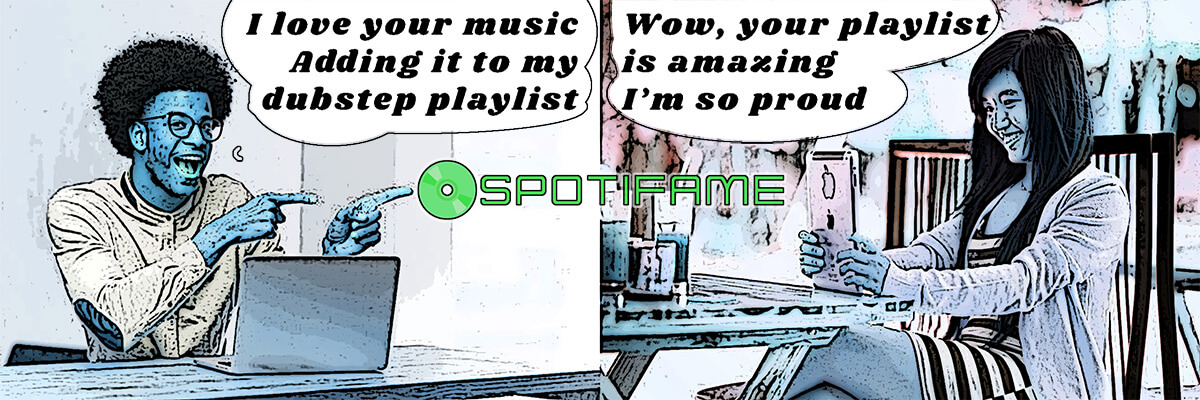 I love your music
Adding it to my
dubstep playlist
Wow, your playlist
is amazing
I'm so proud
SPOTIFAME